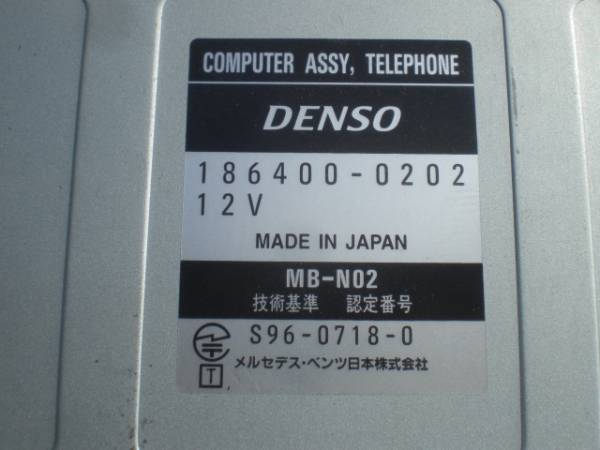 COMPUTER ASSY, TELEPHONE
DENSO
186400-0202
12V
MADE IN JAPAN
MB-N02
技術基準 認定番号
S96-0718-0
T
メルセデス・ベンツ日本株式会社